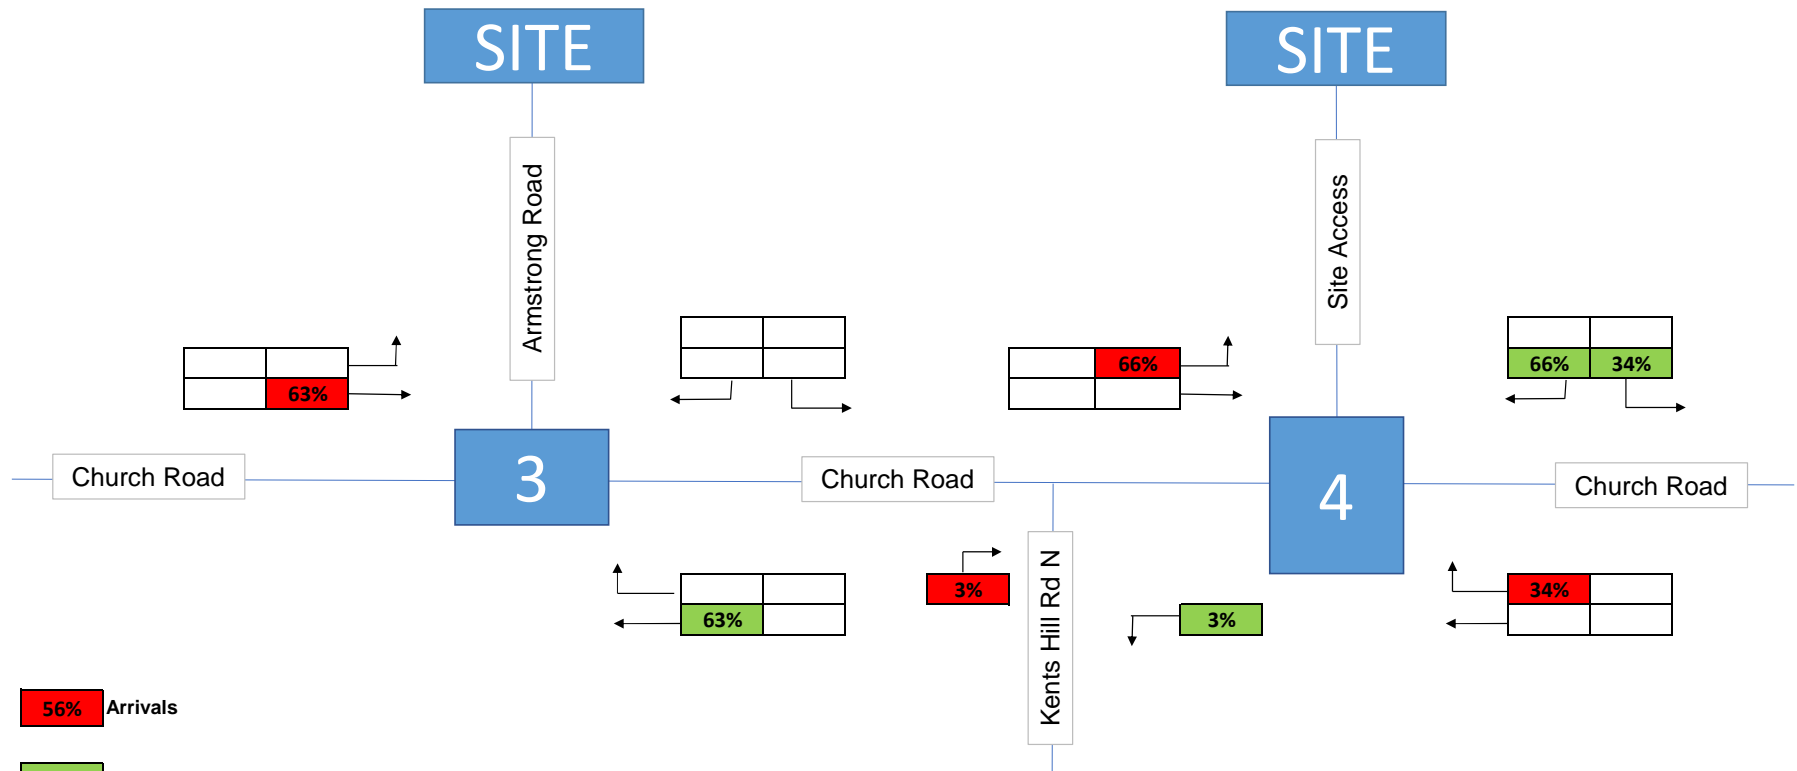 SITE
SITE
Armstrong Road
Site Access
63%
66%
66% 34%
Church Road
3
Church Road
4
Church Road
63%
3%
Kents Hill Rd N
3%
34%
56% Arrivals